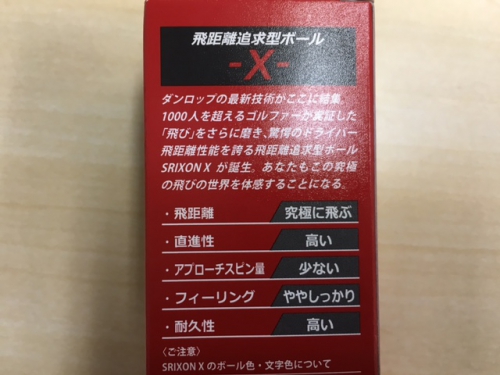 飛距離追求型ボール
-X-
ダンロップの最新技術がここに結集。
1000人を超えるゴルファーが実証した
「飛び」をさらに磨き、驚愕のドライバー
飛距離性能を誇る飛距離追求型ボール
SRIXON X が誕生。あなたもこの究極
の飛びの世界を体感することになる。
・飛距離 究極に飛ぶ
・直進性 高い
・アプローチスピン量 少ない
・フィーリング ややしっかり
・耐久性 高い
〈ご注意〉
SRIXON X のボール色・文字色について